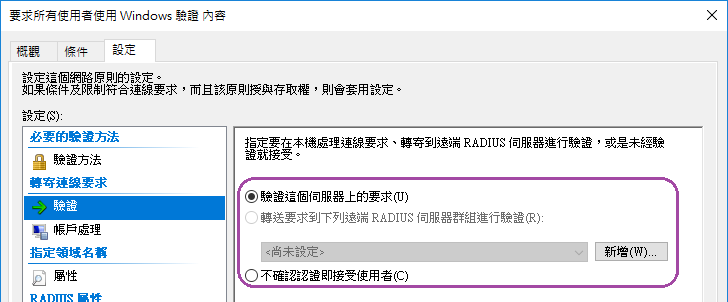 要求所有使用者使用 Windows 驗證 內容
概觀
條件
設定
設定這個網路原則的設定。
如果條件及限制符合連線要求，而且該原則授與存取權，則會套用設定。
設定(S):
必要的驗證方法
驗證方法
轉寄連線要求
驗證
帳戶處理
指定領域名稱
屬性
RADIUS 屬性
指定要在本機處理連線要求、轉寄到遠端 RADIUS 伺服器進行驗證，或是未經驗
證就接受。
驗證這個伺服器上的要求(U)
轉送要求到下列遠端 RADIUS 伺服器群組進行驗證(R):
<尚未設定>
新增(W)...
不確認認證即接受使用者(C)